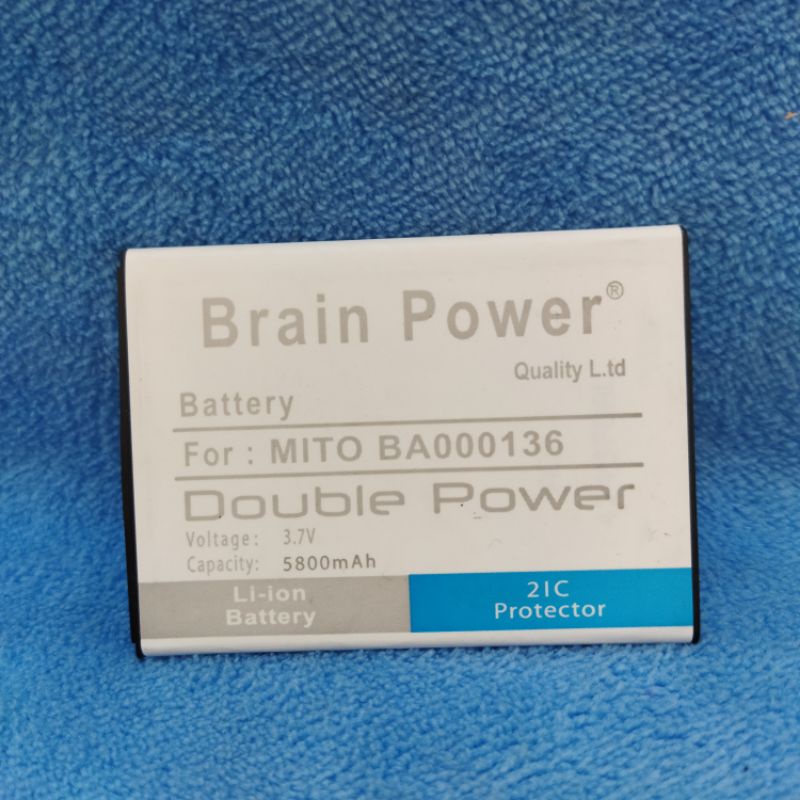 Brain Power®
Quality L.td
Battery
For : MITO BA000136
Double Power
Voltage: 3.7V
Capacity: 5800mAh
Li-ion
Battery
2IC
Protector